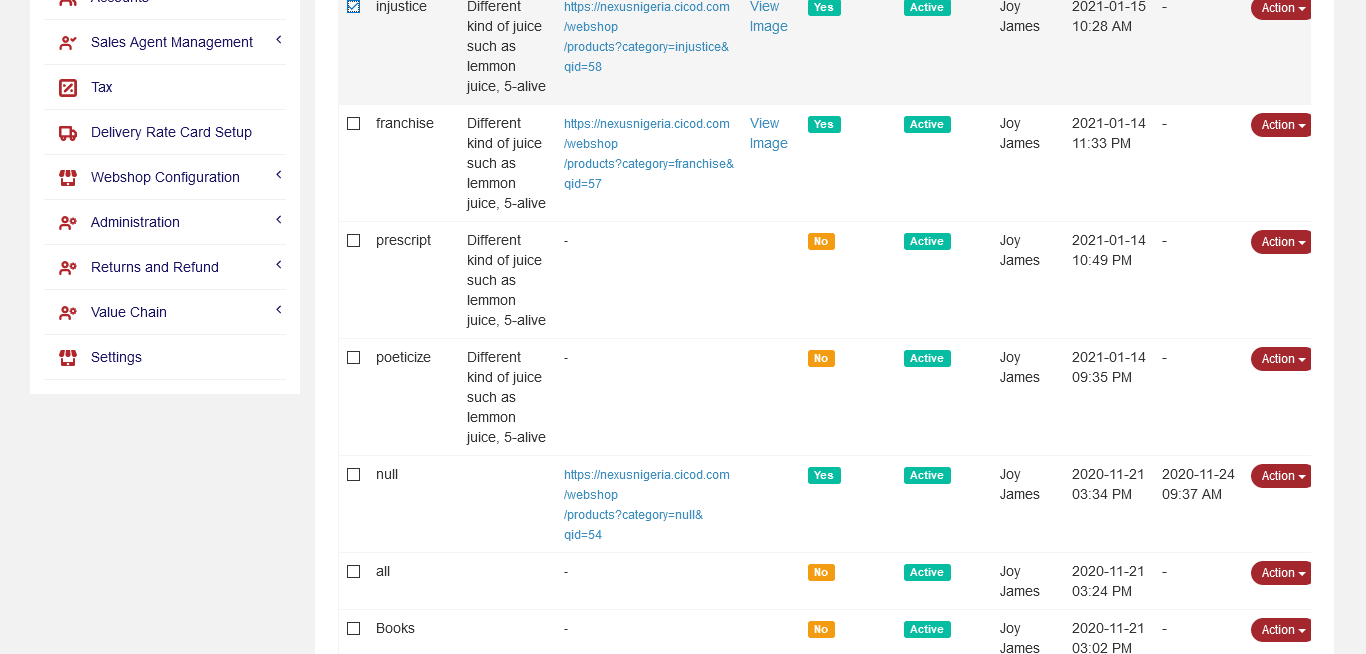 Accounts
Sales Agent Management
Tax
Delivery Rate Card Setup
Webshop Configuration
Administration
Returns and Refund
Value Chain
Settings
injustice
Different
kind of juice
such as
lemmon
juice, 5-alive
https://nexusnigeria.cicod.com
/webshop
/products?category=injustice&
qid=58
View
Image
Yes
Active
Joy
James
2021-01-15
10:28 AM
-
Action
franchise
Different
kind of juice
such as
lemmon
juice, 5-alive
https://nexusnigeria.cicod.com
/webshop
/products?category=franchise&
qid=57
View
Image
Yes
Active
Joy
James
2021-01-14
11:33 PM
-
Action
prescript
Different
kind of juice
such as
lemmon
juice, 5-alive
-
No
Active
Joy
James
2021-01-14
10:49 PM
-
Action
poeticize
Different
kind of juice
such as
lemmon
juice, 5-alive
-
No
Active
Joy
James
2021-01-14
09:35 PM
-
Action
null
https://nexusnigeria.cicod.com
/webshop
/products?category=null&
qid=54
Yes
Active
Joy
James
2020-11-21
03:34 PM
2020-11-24
09:37 AM
Action
all
-
No
Active
Joy
James
2020-11-21
03:24 PM
-
Action
Books
-
No
Active
Joy
James
2020-11-21
03:02 PM
-
Action